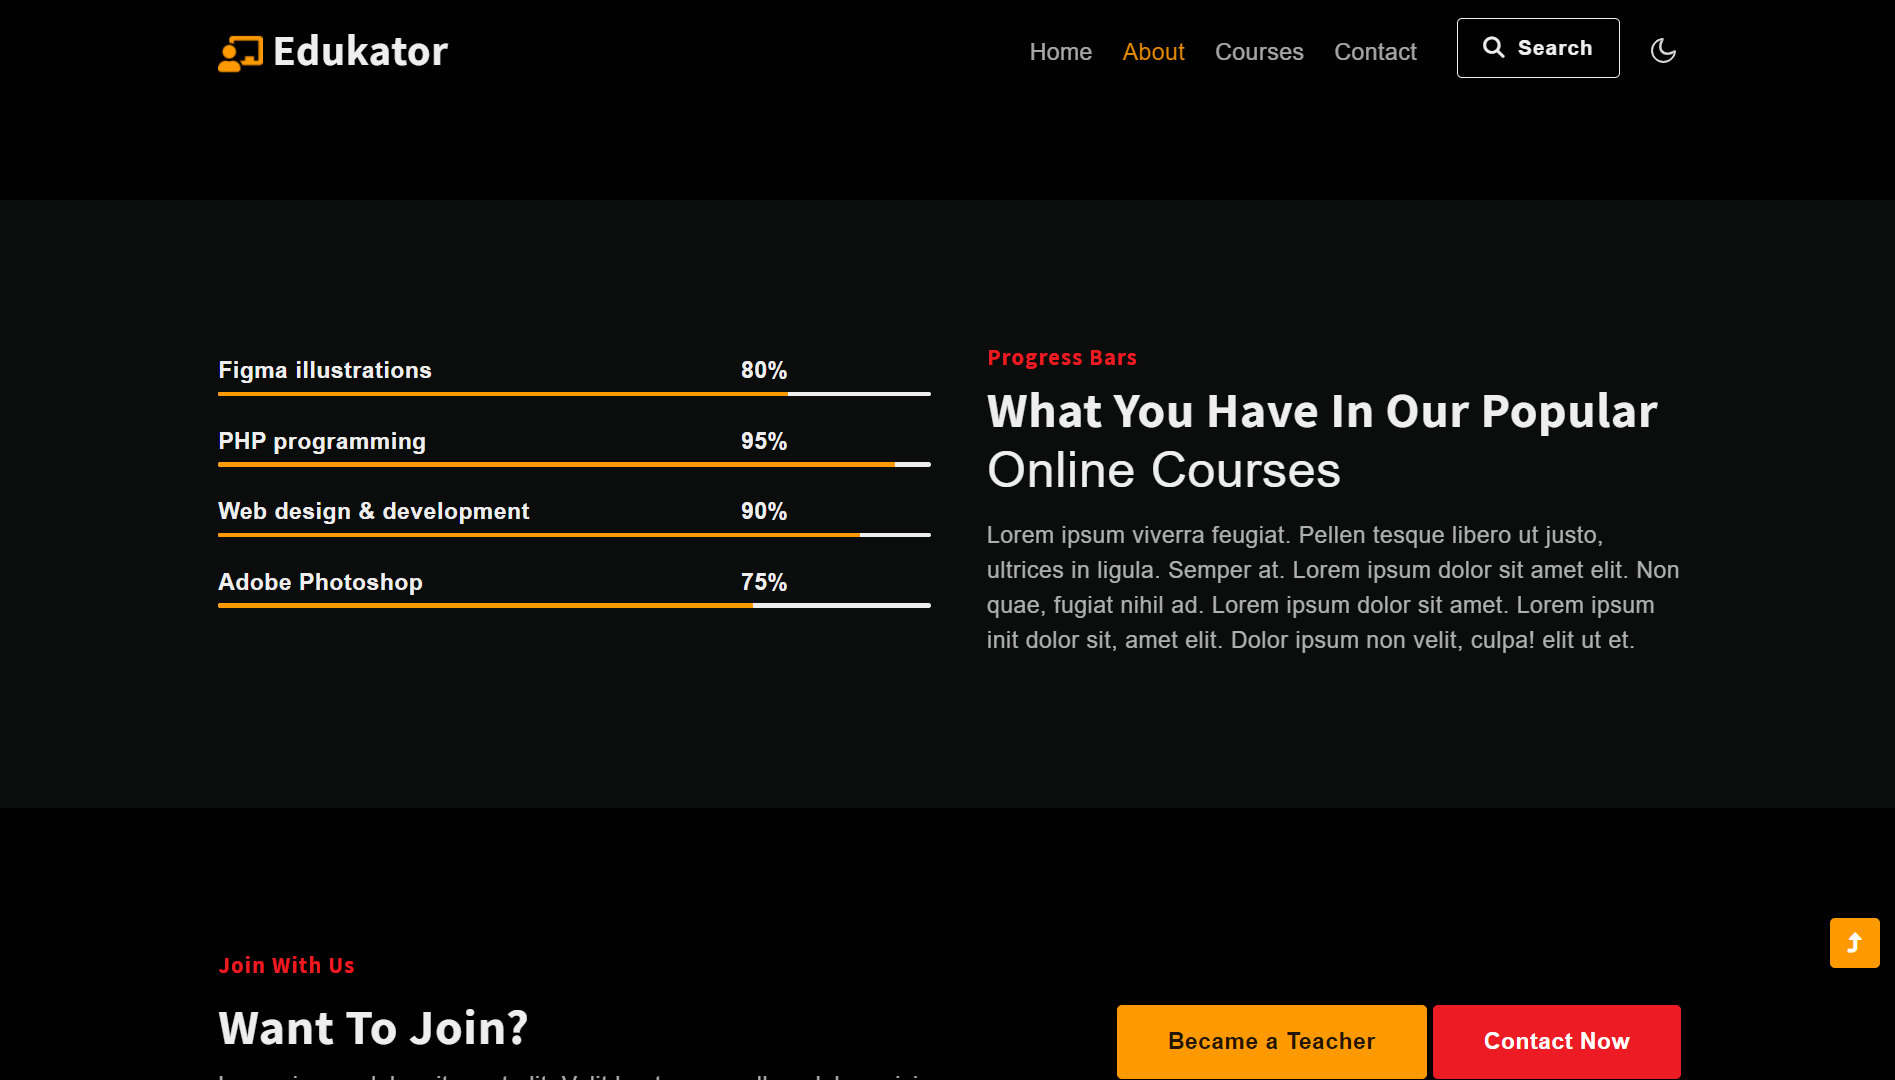 Edukator
Home About Courses Contact Search
Figma illustrations 80%
PHP programming 95%
Web design & development 90%
Adobe Photoshop 75%
Progress Bars
What You Have In Our Popular
Online Courses
Lorem ipsum viverra feugiat. Pellen tesque libero ut justo,
ultrices in ligula. Semper at. Lorem ipsum dolor sit amet elit. Non
quae, fugiat nihil ad. Lorem ipsum dolor sit amet. Lorem ipsum
init dolor sit, amet elit. Dolor ipsum non velit, culpa! elit ut et.
Join With Us
Want To Join?
Became a Teacher
Contact Now